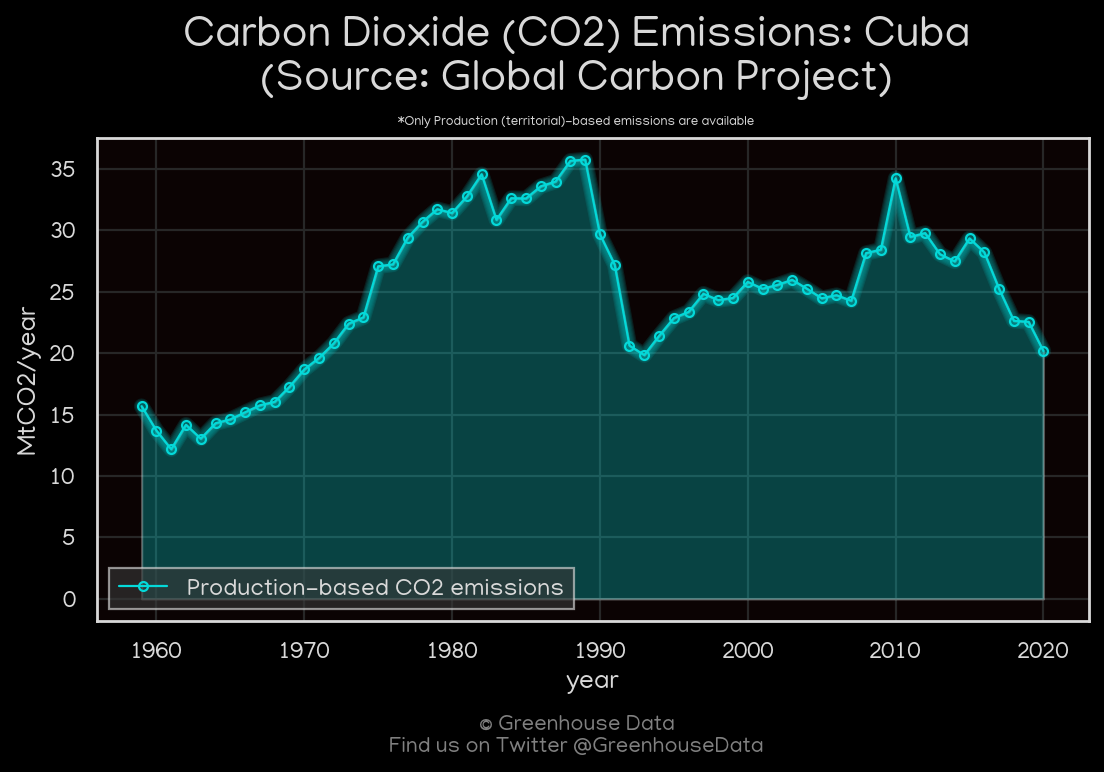 Carbon Dioxide (CO2) Emissions: Cuba
(Source: Global Carbon Project)
*Only Production (territorial)-based emissions are available
35
30
25
20
15
10
5
0
MtCO2/year
Production-based CO2 emissions
1960 1970 1980 1990 2000 2010 2020
year
© Greenhouse Data
Find us on Twitter @GreenhouseData